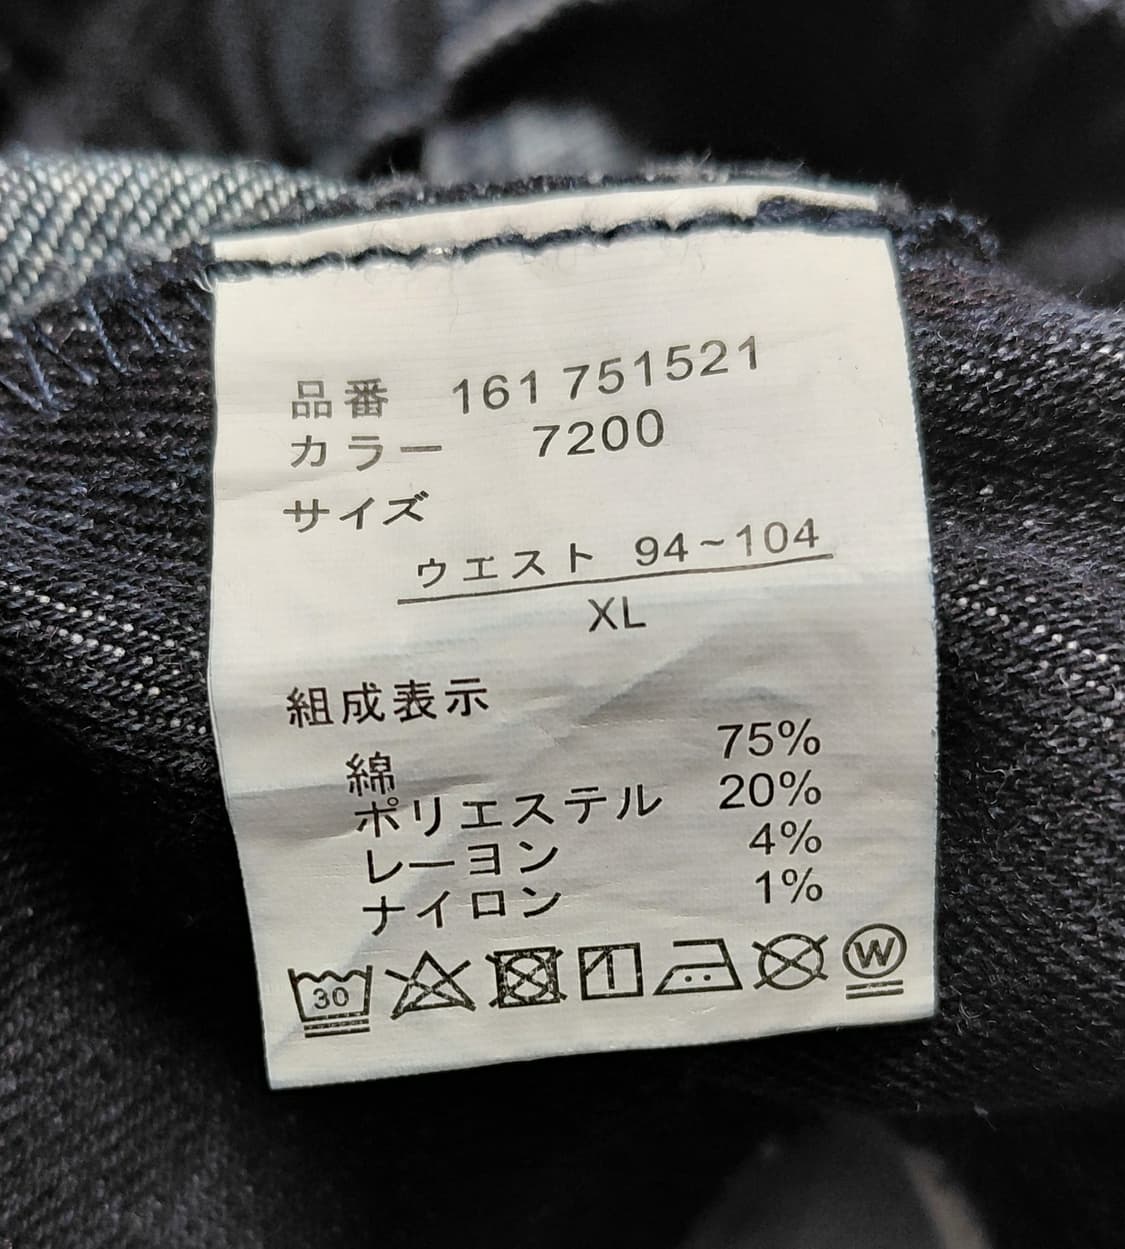 品番 161 751521
カラー 7200
サイズ
ウエスト 94~104
XL
組成表示
綿 75%
ポリエステル 20%
レーヨン 4%
ナイロン 1%
30 W